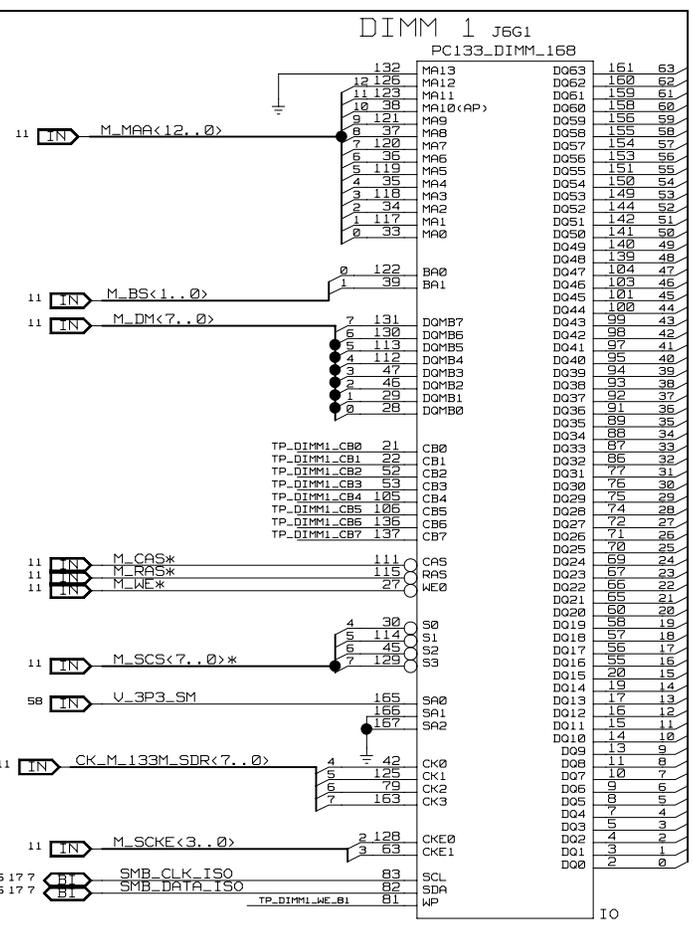 DIMM 1 J6G1
PC133_DIMM_168
132 MA13
12 126 MA12
11 123 MA11
10 38 MA10(AP)
9 121 MA9
11 IN M_MAA<12..0> 8 37 MA8
7 120 MA7
6 36 MA6
5 119 MA5
4 35 MA4
3 118 MA3
2 34 MA2
1 117 MA1
0 33 MA0
0 122 BA0
1 39 BA1
11 IN M_BS<1..0>
11 IN M_DM<7..0>
7 131 DQMB7
6 130 DQMB6
5 113 DQMB5
4 112 DQMB4
3 47 DQMB3
2 46 DQMB2
1 29 DQMB1
0 28 DQMB0
TP_DIMM1_CB0 21 CB0
TP_DIMM1_CB1 22 CB1
TP_DIMM1_CB2 52 CB2
TP_DIMM1_CB3 53 CB3
TP_DIMM1_CB4 105 CB4
TP_DIMM1_CB5 106 CB5
TP_DIMM1_CB6 136 CB6
TP_DIMM1_CB7 137 CB7
11 IN M_CAS* 111 CAS
11 IN M_RAS* 115 RAS
11 IN M_WE* 27 WE0
4 30 S0
5 114 S1
6 45 S2
11 IN M_SCS<7..0>* 7 129 S3
58 IN V_3P3_SM 165 SA0
166 SA1
167 SA2
11 IN CK_M_133M_SDR<7..0> 4 42 CK0
5 125 CK1
6 79 CK2
7 163 CK3
11 IN M_SCKE<3..0> 2 128 CKE0
3 63 CKE1
17 7 BI SMB_CLK_ISO 83 SCL
17 7 BI SMB_DATA_ISO 82 SDA
TP_DIMM1_WE_B1 81 WP
DQ63 161 63
DQ62 160 62
DQ61 159 61
DQ60 158 60
DQ59 156 59
DQ58 155 58
DQ57 154 57
DQ56 153 56
DQ55 151 55
DQ54 150 54
DQ53 149 53
DQ52 144 52
DQ51 142 51
DQ50 141 50
DQ49 140 49
DQ48 139 48
DQ47 104 47
DQ46 103 46
DQ45 101 45
DQ44 100 44
DQ43 99 43
DQ42 98 42
DQ41 97 41
DQ40 95 40
DQ39 94 39
DQ38 93 38
DQ37 92 37
DQ36 91 36
DQ35 89 35
DQ34 88 34
DQ33 87 33
DQ32 86 32
DQ31 77 31
DQ30 76 30
DQ29 75 29
DQ28 74 28
DQ27 72 27
DQ26 71 26
DQ25 70 25
DQ24 69 24
DQ23 67 23
DQ22 66 22
DQ21 65 21
DQ20 60 20
DQ19 58 19
DQ18 57 18
DQ17 56 17
DQ16 55 16
DQ15 20 15
DQ14 19 14
DQ13 17 13
DQ12 16 12
DQ11 15 11
DQ10 14 10
DQ9 13 9
DQ8 11 8
DQ7 10 7
DQ6 9 6
DQ5 8 5
DQ4 7 4
DQ3 5 3
DQ2 4 2
DQ1 3 1
DQ0 2 0
IO